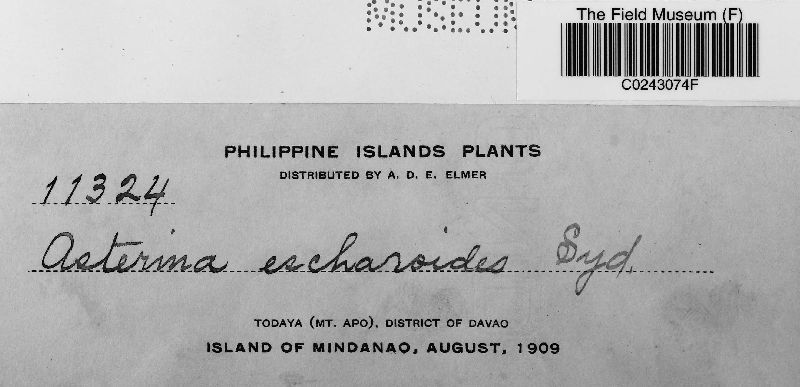 MUSEUM
The Field Museum (F)
C0243074F
PHILIPPINE ISLANDS PLANTS
DISTRIBUTED BY A. D. E. ELMER
11324
Asterina escharoides Syd.
TODAYA (MT. APO), DISTRICT OF DAVAO
ISLAND OF MINDANAO, AUGUST, 1909